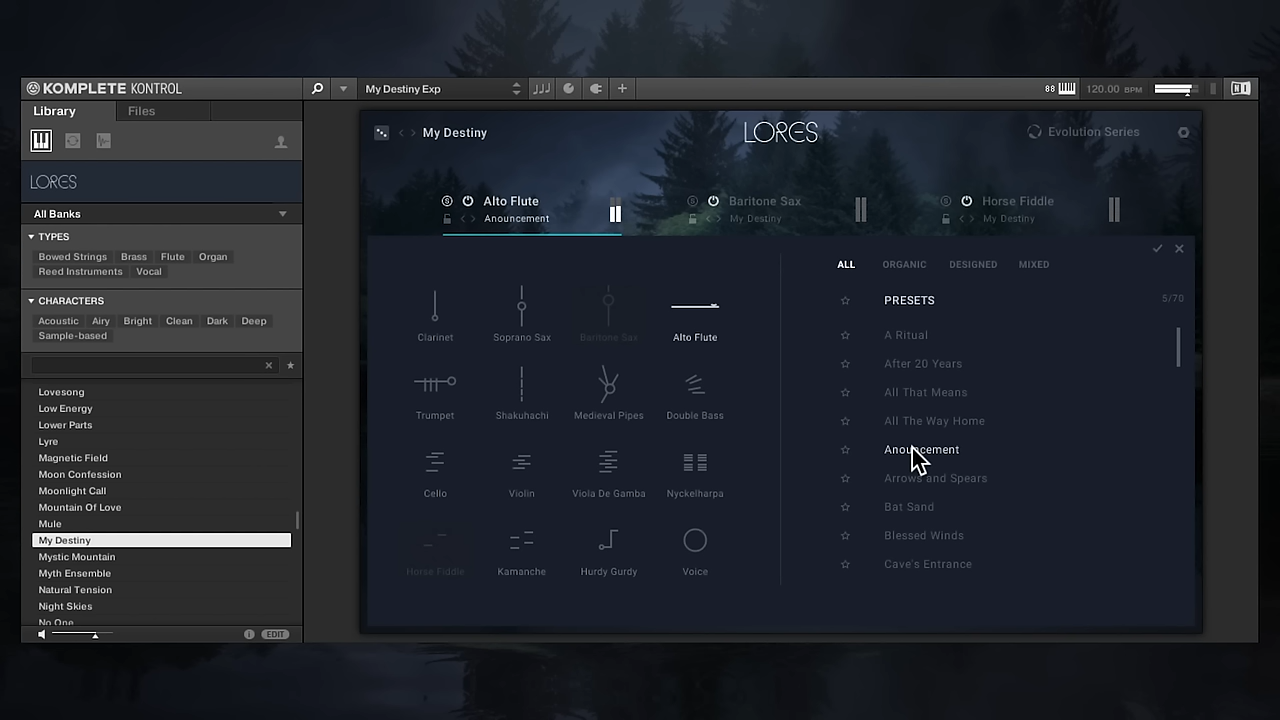 KOMPLETE KONTROL
My Destiny Exp
88
120.00 BPM
Library
Files
LORES
All Banks
TYPES
Bowed Strings Brass Flute Organ
Reed Instruments Vocal
CHARACTERS
Acoustic Airy Bright Clean Dark Deep
Sample-based
Lovesong
Low Energy
Lower Parts
Lyre
Magnetic Field
Moon Confession
Moonlight Call
Mountain Of Love
Mule
My Destiny
Mystic Mountain
Myth Ensemble
Natural Tension
Night Skies
No One
EDIT
My Destiny
LORES
Evolution Series
S Alto Flute
Anouncement
S Baritone Sax
My Destiny
S Horse Fiddle
My Destiny
Clarinet Soprano Sax Baritone Sax Alto Flute
Trumpet Shakuhachi Medieval Pipes Double Bass
Cello Violin Viola De Gamba Nyckelharpa
Horse Fiddle Kamanche Hurdy Gurdy Voice
ALL ORGANIC DESIGNED MIXED
PRESETS 5/70
A Ritual
After 20 Years
All That Means
All The Way Home
Anouncement
Arrows and Spears
Bat Sand
Blessed Winds
Cave's Entrance